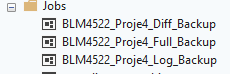 Jobs
BLM4522_Proje4_Diff_Backup
BLM4522_Proje4_Full_Backup
BLM4522_Proje4_Log_Backup